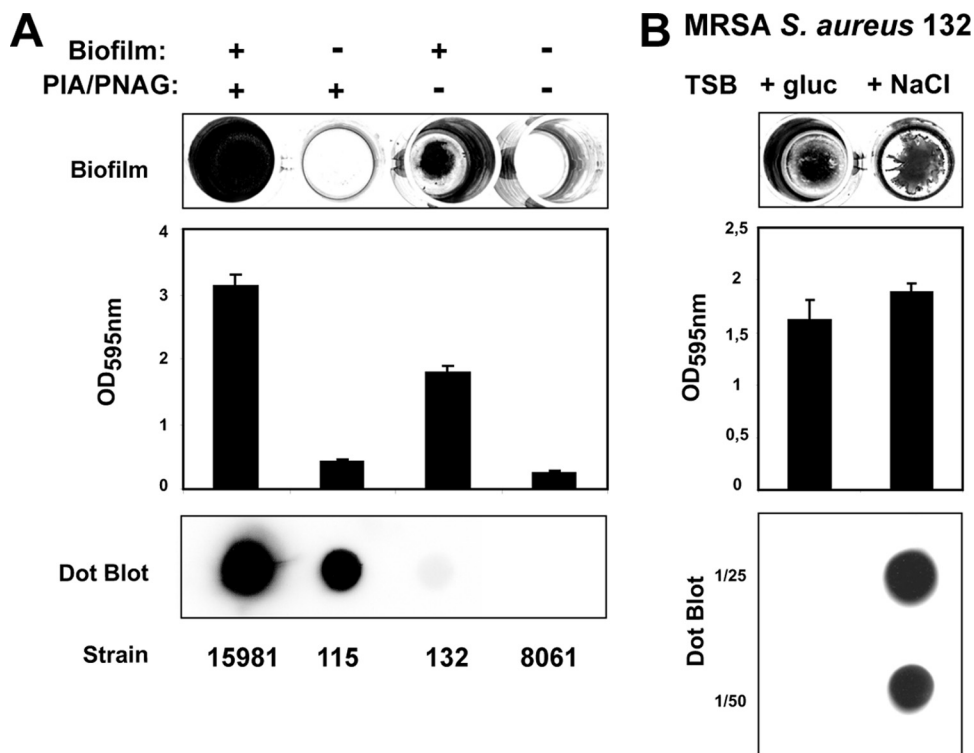 A
Biofilm: + - + -
PIA/PNAG: + + - -
Biofilm
4
3
2
1
0
OD595nm
Dot Blot
Strain 15981 115 132 8061
B MRSA S. aureus 132
TSB + gluc + NaCl
2,5
2
1,5
1
0,5
0
OD595nm
Dot Blot
1/25
1/50